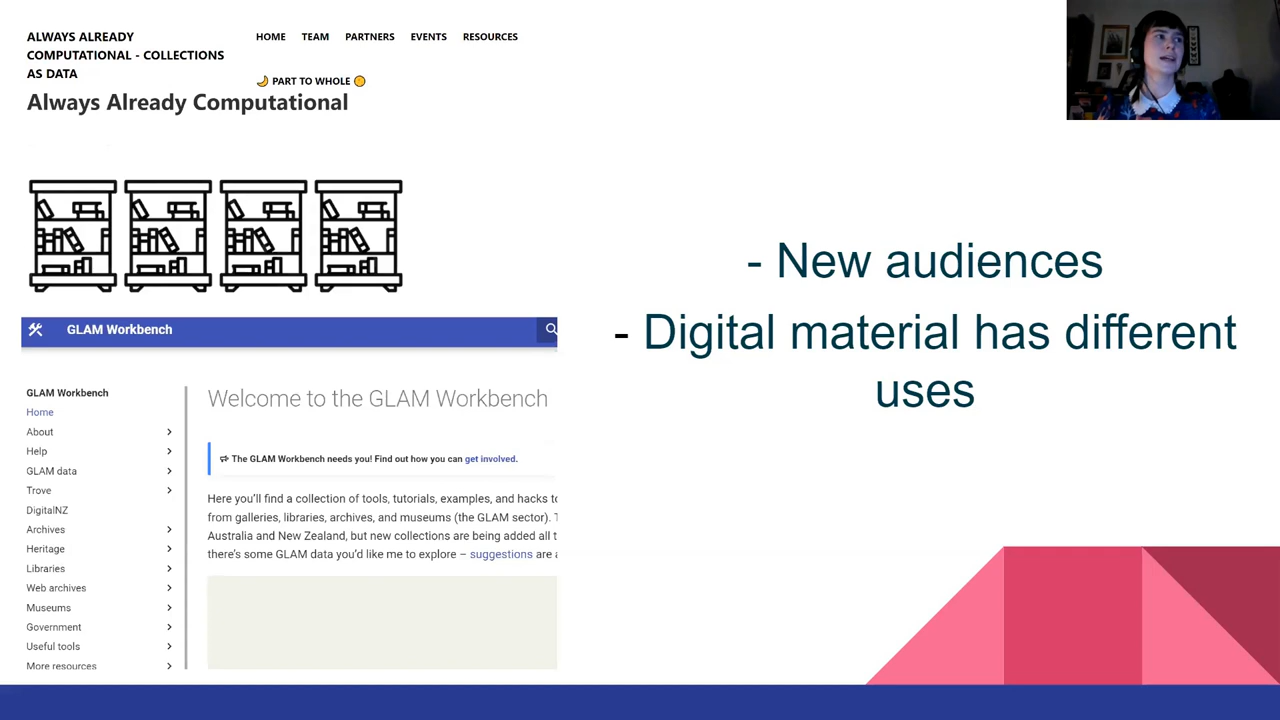 ALWAYS ALREADY
COMPUTATIONAL - COLLECTIONS
AS DATA
HOME TEAM PARTNERS EVENTS RESOURCES
🌙 PART TO WHOLE 🌕
Always Already Computational
GLAM Workbench
GLAM Workbench
Home
About
Help
GLAM data
Trove
DigitalNZ
Archives
Heritage
Libraries
Web archives
Museums
Government
Useful tools
More resources
Welcome to the GLAM Workbench
The GLAM Workbench needs you! Find out how you can get involved.
Here you'll find a collection of tools, tutorials, examples, and hacks to
from galleries, libraries, archives, and museums (the GLAM sector).
Australia and New Zealand, but new collections are being added all
there's some GLAM data you'd like me to explore – suggestions are
- New audiences
- Digital material has different
uses